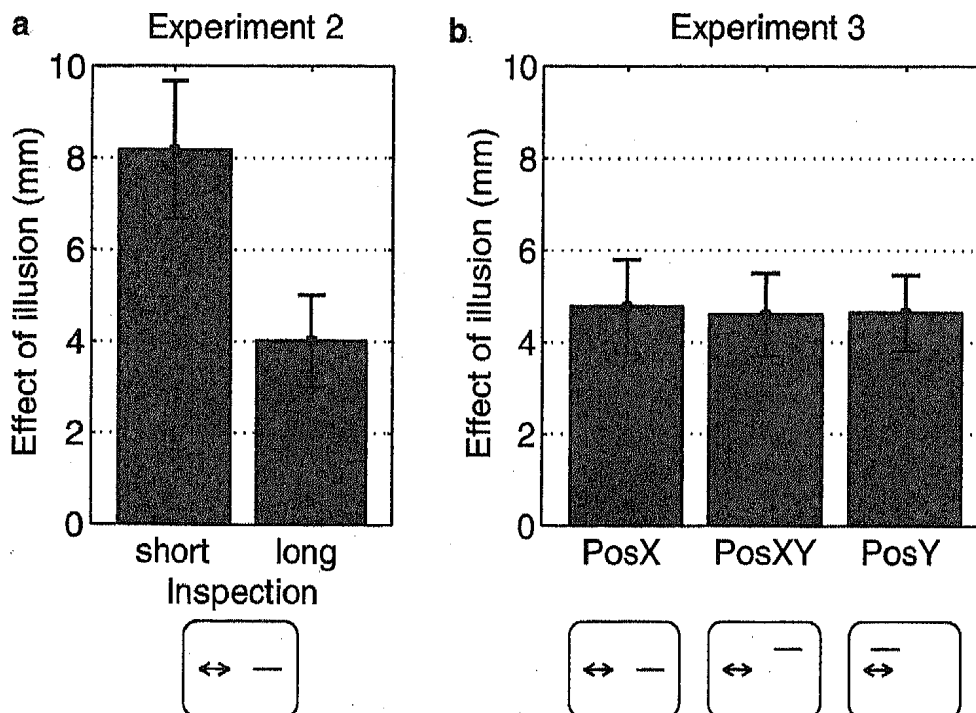 a Experiment 2
Effect of illusion (mm)
10
8
6
4
2
0
short long
Inspection
b Experiment 3
Effect of illusion (mm)
10
8
6
4
2
0
PosX PosXY PosY